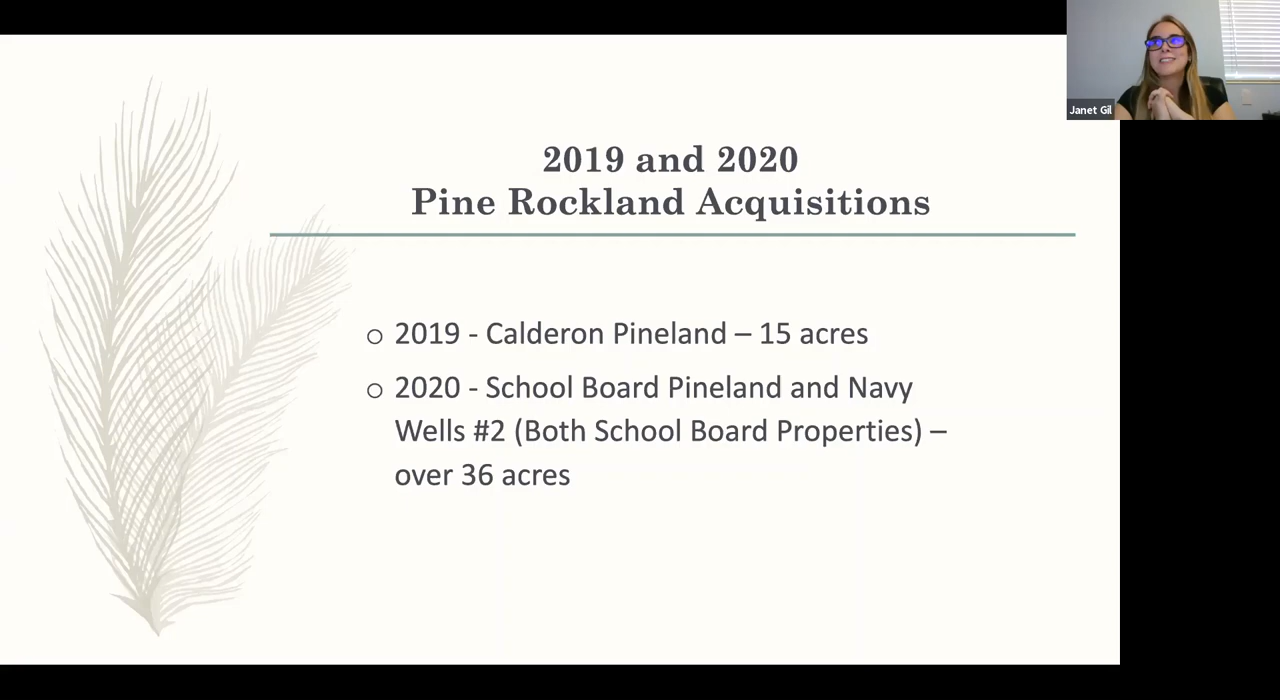 Janet Gil
2019 and 2020
Pine Rockland Acquisitions
o 2019 - Calderon Pineland – 15 acres
o 2020 - School Board Pineland and Navy
Wells #2 (Both School Board Properties) –
over 36 acres